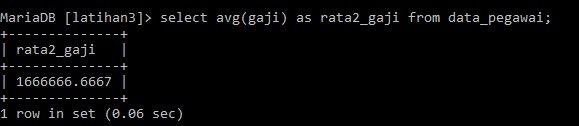 MariaDB [latihan3]> select avg(gaji) as rata2_gaji from data_pegawai;
+--------------+
| rata2_gaji   |
+--------------+
| 1666666.6667 |
+--------------+
1 row in set (0.06 sec)